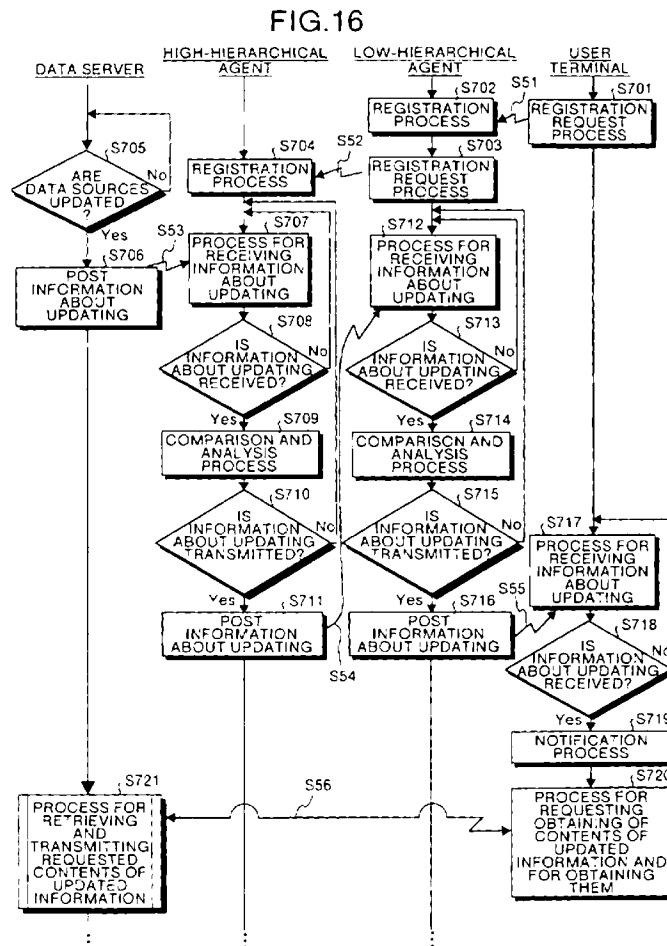 FIG.16
DATA SERVER
HIGH-HIERARCHICAL
AGENT
LOW-HIERARCHICAL
AGENT
USER
TERMINAL
S701
REGISTRATION
REQUEST
PROCESS
S51
S702
REGISTRATION
PROCESS
S703
REGISTRATION
REQUEST
PROCESS
S52
S704
REGISTRATION
PROCESS
S705
ARE
DATA SOURCES
UPDATED
?
No
Yes
S706
POST
INFORMATION
ABOUT
UPDATING
S53
S707
PROCESS FOR
RECEIVING
INFORMATION
ABOUT
UPDATING
S708
IS
INFORMATION
ABOUT UPDATING
RECEIVED?
No
Yes
S709
COMPARISON AND
ANALYSIS
PROCESS
S710
IS
INFORMATION
ABOUT UPDATING
TRANSMITTED?
No
Yes
S711
POST
INFORMATION
ABOUT UPDATING
S54
S712
PROCESS FOR
RECEIVING
INFORMATION
ABOUT
UPDATING
S713
IS
INFORMATION
ABOUT UPDATING
RECEIVED?
No
Yes
S714
COMPARISON AND
ANALYSIS
PROCESS
S715
IS
INFORMATION
ABOUT UPDATING
TRANSMITTED?
No
Yes
S716
POST
INFORMATION
ABOUT UPDATING
S55
S717
PROCESS FOR
RECEIVING
INFORMATION
ABOUT
UPDATING
S718
IS
INFORMATION
ABOUT UPDATING
RECEIVED?
No
Yes
S719
NOTIFICATION
PROCESS
S720
PROCESS FOR
REQUESTING
OBTAINING OF
CONTENTS OF
UPDATED
INFORMATION AND
FOR OBTAINING
THEM
S56
S721
PROCESS FOR
RETRIEVING
AND
TRANSMITTING
REQUESTED
CONTENTS OF
UPDATED
INFORMATION